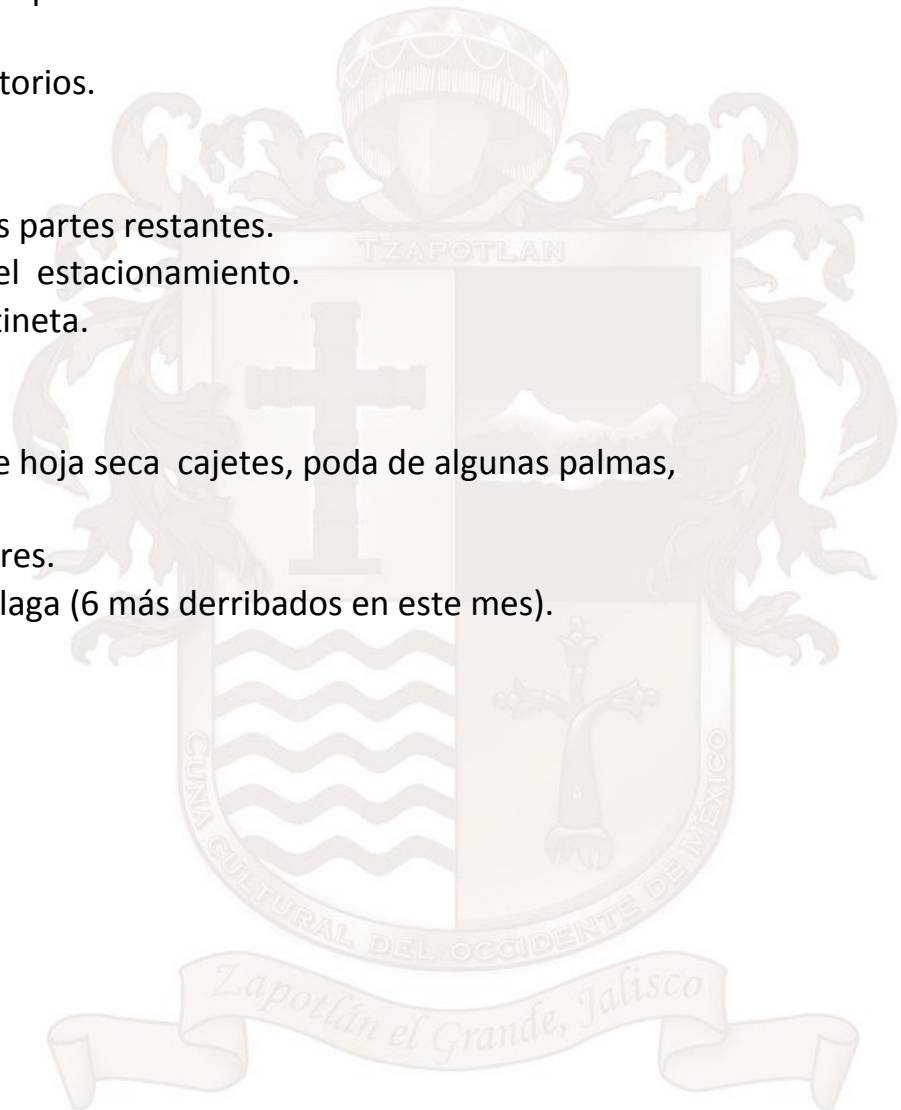 torios.
s partes restantes.
TZAPOTLAN
el estacionamiento.
tineta.
e hoja seca cajetes, poda de algunas palmas,
res.
laga (6 más derribados en este mes).
CUNA CULTURAL DEL OCCIDENTE DE MÉXICO
Zapotlán el Grande, Jalisco